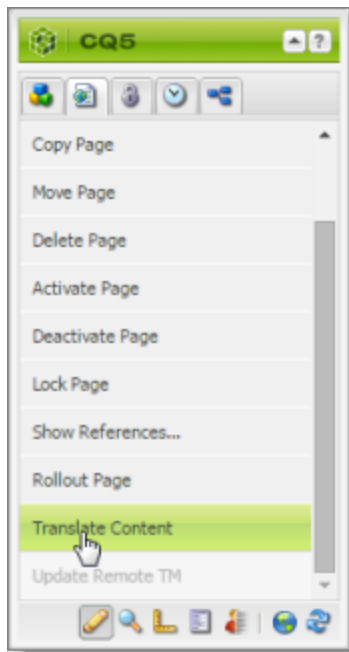 CQ5
?
Copy Page
Move Page
Delete Page
Activate Page
Deactivate Page
Lock Page
Show References...
Rollout Page
Translate Content
Update Remote TM